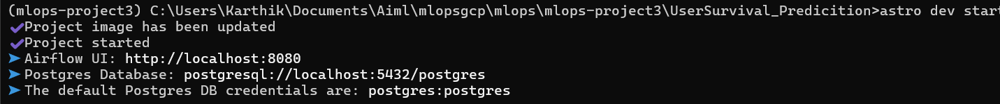 (mlops-project3) C:\Users\Karthik\Documents\Aiml\mlopsgcp\mlops\mlops-project3\UserSurvival_Predicition>astro dev start
✔Project image has been updated
✔Project started
➤ Airflow UI: http://localhost:8080
➤ Postgres Database: postgresql://localhost:5432/postgres
➤ The default Postgres DB credentials are: postgres:postgres